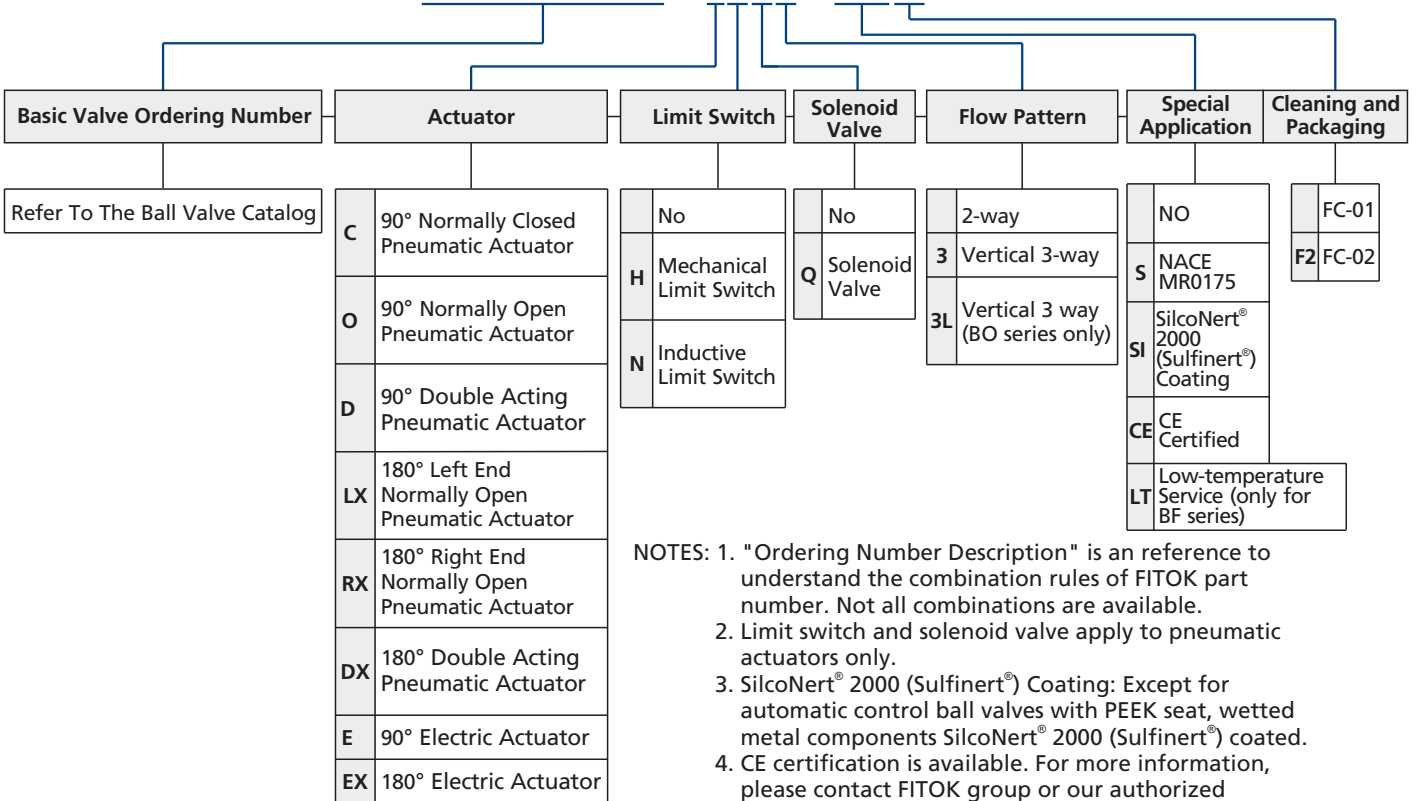 Basic Valve Ordering Number
Actuator
Limit Switch
Solenoid
Valve
Flow Pattern
Special
Application
Cleaning and
Packaging
Refer To The Ball Valve Catalog
C
90° Normally Closed
Pneumatic Actuator
O
90° Normally Open
Pneumatic Actuator
D
90° Double Acting
Pneumatic Actuator
LX
180° Left End
Normally Open
Pneumatic Actuator
RX
180° Right End
Normally Open
Pneumatic Actuator
DX
180° Double Acting
Pneumatic Actuator
E
90° Electric Actuator
EX
180° Electric Actuator
No
H
Mechanical
Limit Switch
N
Inductive
Limit Switch
No
Q
Solenoid
Valve
2-way
3
Vertical 3-way
3L
Vertical 3 way
(BO series only)
NO
S
NACE
MR0175
SI
SilcoNert®
2000
(Sulfinert®)
Coating
CE
CE
Certified
LT
Low-temperature
Service (only for
BF series)
FC-01
F2
FC-02
NOTES: 1. "Ordering Number Description" is an reference to
understand the combination rules of FITOK part
number. Not all combinations are available.
2. Limit switch and solenoid valve apply to pneumatic
actuators only.
3. SilcoNert® 2000 (Sulfinert®) Coating: Except for
automatic control ball valves with PEEK seat, wetted
metal components SilcoNert® 2000 (Sulfinert®) coated.
4. CE certification is available. For more information,
please contact FITOK group or our authorized